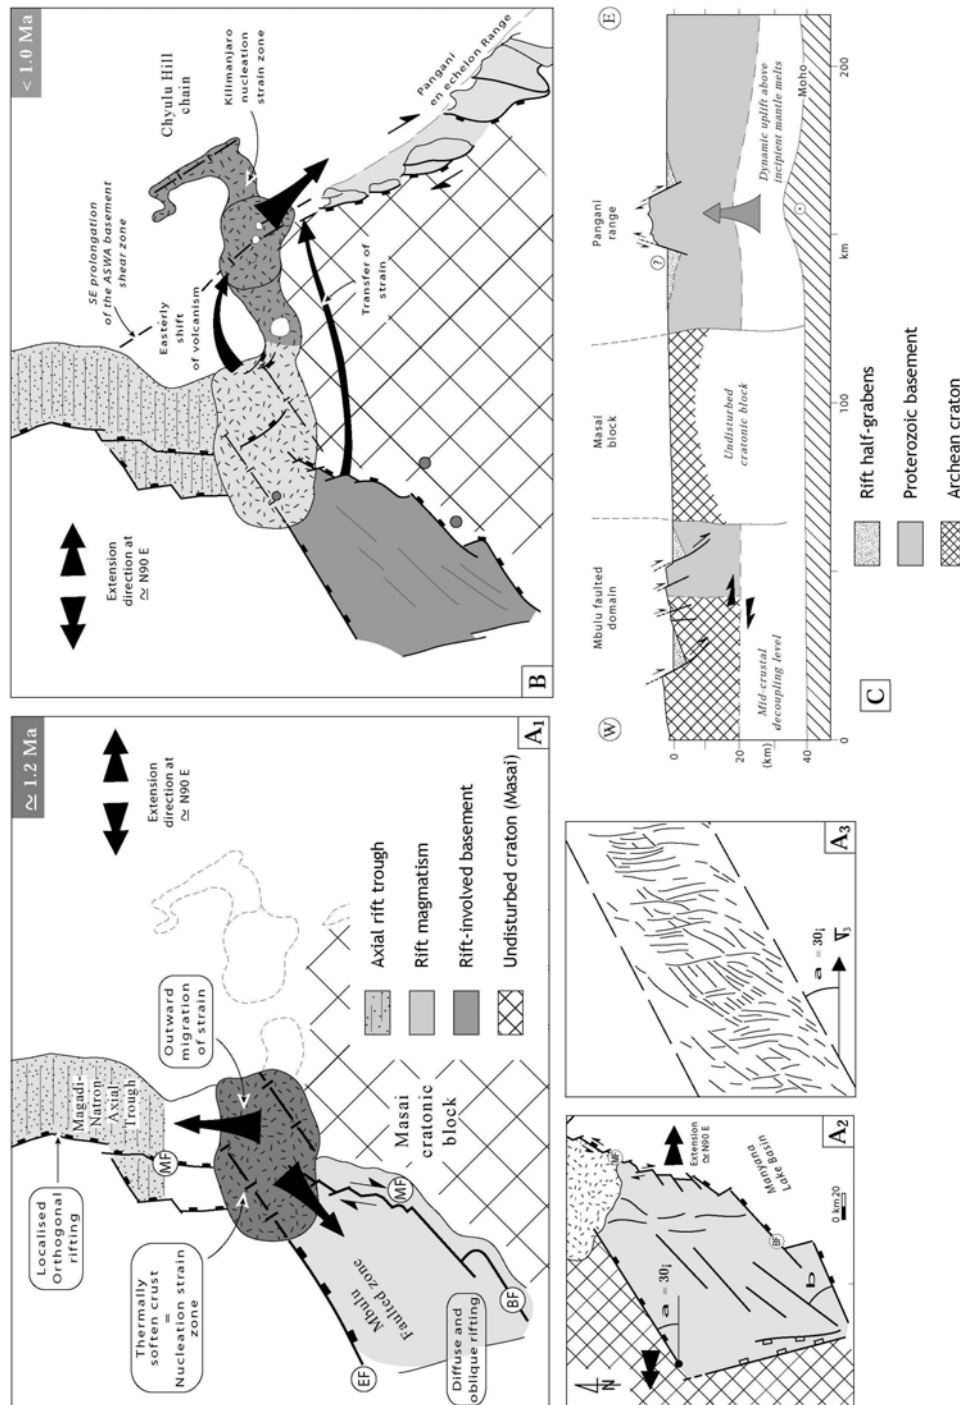 ≃ 1.2 Ma
Localised
Orthogonal
rifting
Magadi-
Natron-
Axial
Trough
MF
Thermally
soften crust
=
Nucleation strain
zone
Outward
migration
of strain
Extension
direction at
≃ N90 E
EF
Mbulu
Faulted zone
MF
BF
Diffuse and
oblique rifting
Masai
cratonic
block
Axial rift trough
Rift magmatism
Rift-involved basement
Undisturbed craton (Masai)
A1
< 1.0 Ma
Extension
direction at
≃ N90 E
SE prolongation
of the ASWA basement
shear zone
Easterly
shift
of volcanism
Chyulu Hill
chain
Kilimanjaro
nucleation
strain zone
Transfer of
strain
Pangani
en echelon Range
B
N
a = 30¡
MF
Extension
≃ N90 E
Manyana
Lake Basin
BF
b
0 km 20
A2
a = 30¡
σ3
A3
W
E
Mbulu faulted
domain
Masai
block
Pangani
range
?
0
20
(km)
40
Mid-crustal
decoupling level
Undisturbed
cratonic block
Dynamic uplift above
incipient mantle melts
Moho
0
100
km
200
C
Rift half-grabens
Proterozoic basement
Archean craton